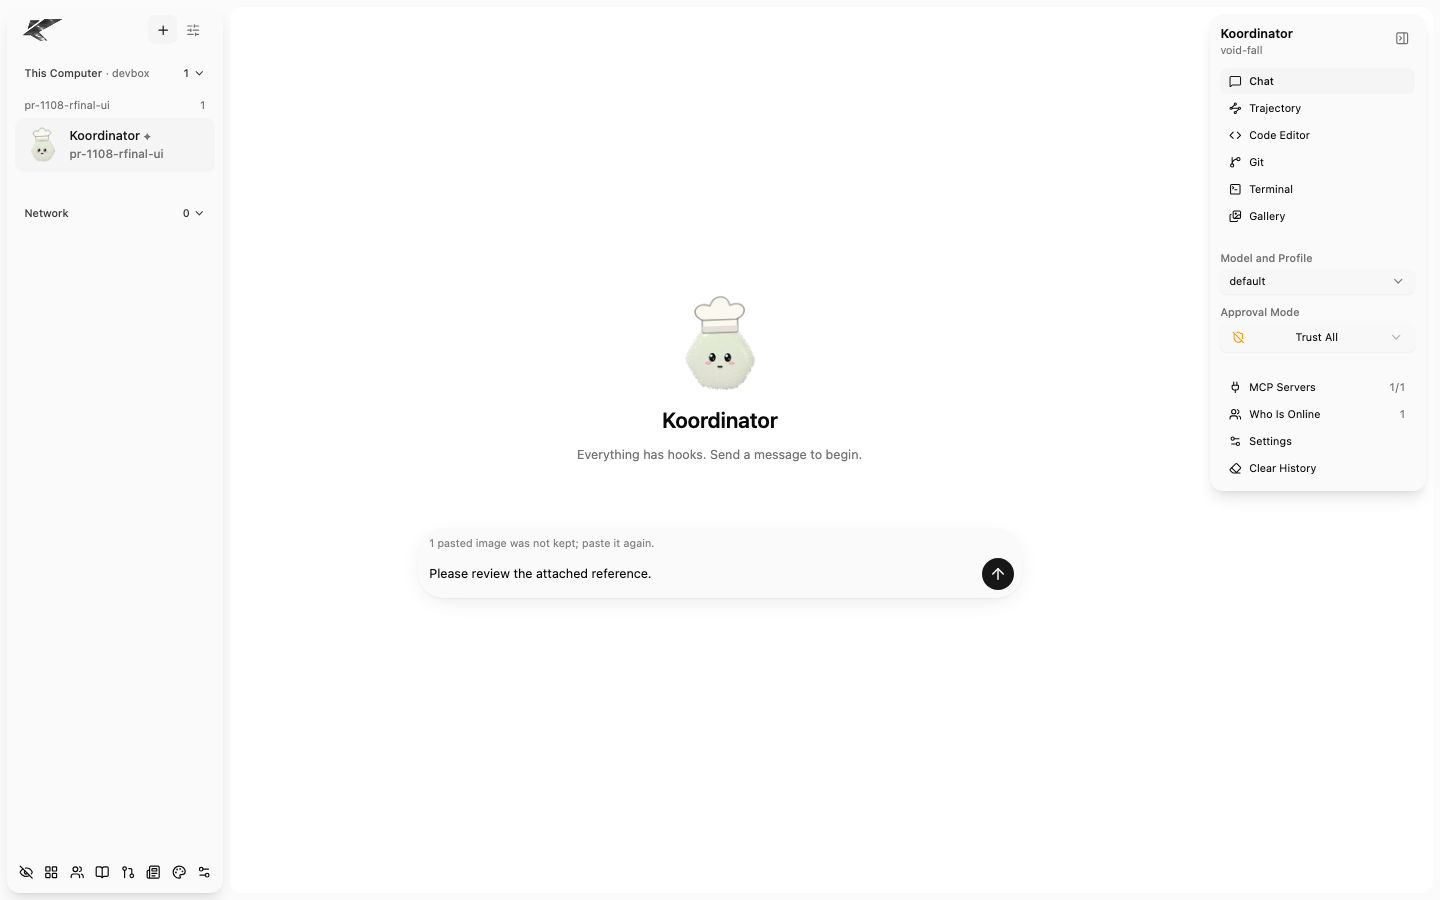 This Computer · devbox 1
pr-1108-rfinal-ui 1
Koordinator
pr-1108-rfinal-ui
Network 0
Koordinator
Everything has hooks. Send a message to begin.
1 pasted image was not kept; paste it again.
Please review the attached reference.
Koordinator
void-fall
Chat
Trajectory
Code Editor
Git
Terminal
Gallery
Model and Profile
default
Approval Mode
Trust All
MCP Servers 1/1
Who Is Online 1
Settings
Clear History